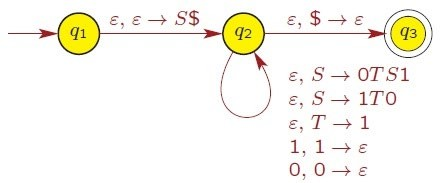 ε, ε → S$ ε, $ → ε
q₁ q₂ q₃
ε, S → 0TS1
ε, S → 1T0
ε, T → 1
1, 1 → ε
0, 0 → ε